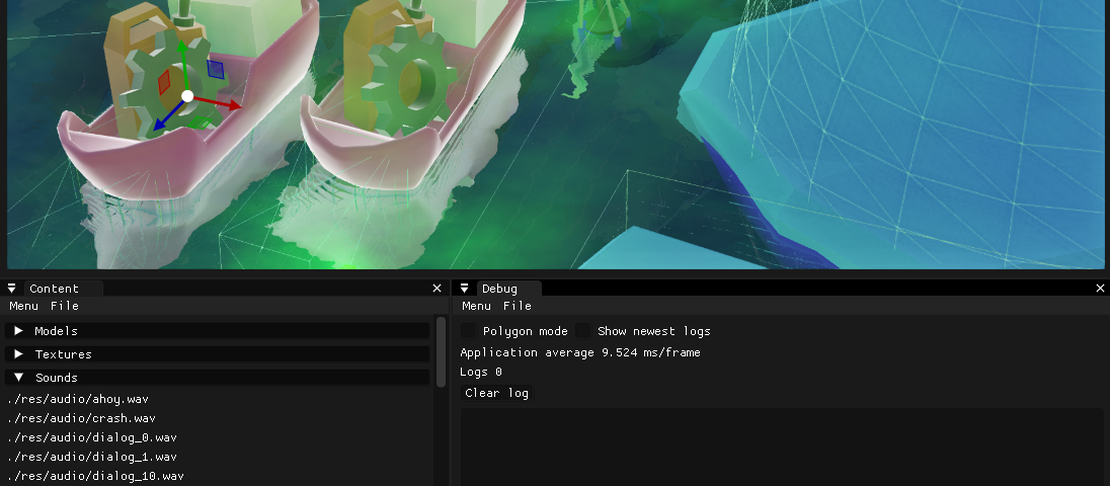 Content
Menu File
Models
Textures
Sounds
./res/audio/ahoy.wav
./res/audio/crash.wav
./res/audio/dialog_0.wav
./res/audio/dialog_1.wav
./res/audio/dialog_10.wav
Debug
Menu File
Polygon mode Show newest logs
Application average 9.524 ms/frame
Logs 0
Clear log